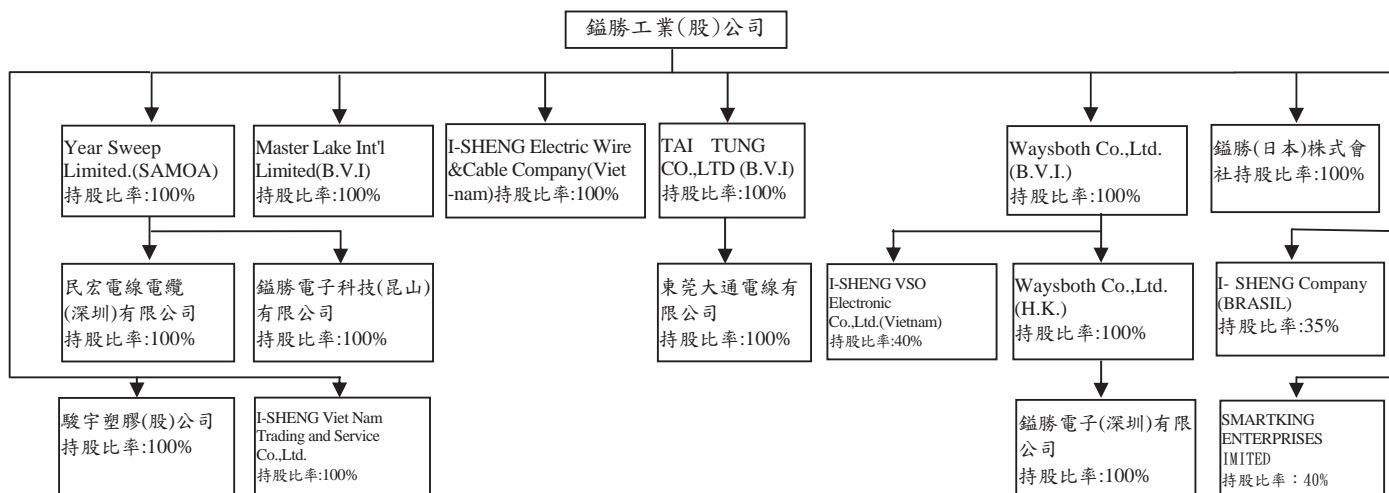 鎰勝工業(股)公司
Year Sweep
Limited.(SAMOA)
持股比率:100%
Master Lake Int'l
Limited(B.V.I)
持股比率:100%
I-SHENG Electric Wire
&Cable Company(Viet
-nam)持股比率:100%
TAI TUNG
CO.,LTD (B.V.I)
持股比率:100%
Waysboth Co.,Ltd.
(B.V.I.)
持股比率:100%
鎰勝(日本)株式會
社持股比率:100%
民宏電線電纜
(深圳)有限公司
持股比率:100%
鎰勝電子科技(昆山)
有限公司
持股比率:100%
東莞大通電線有
限公司
持股比率:100%
I-SHENG VSO
Electronic
Co.,Ltd.(Vietnam)
持股比率:40%
Waysboth Co.,Ltd.
(H.K.)
持股比率:100%
I- SHENG Company
(BRASIL)
持股比率:35%
駿宇塑膠(股)公司
持股比率:100%
I-SHENG Viet Nam
Trading and Service
Co.,Ltd.
持股比率:100%
鎰勝電子(深圳)有限
公司
持股比率:100%
SMARTKING
ENTERPRISES
IMITED
持股比率：40%